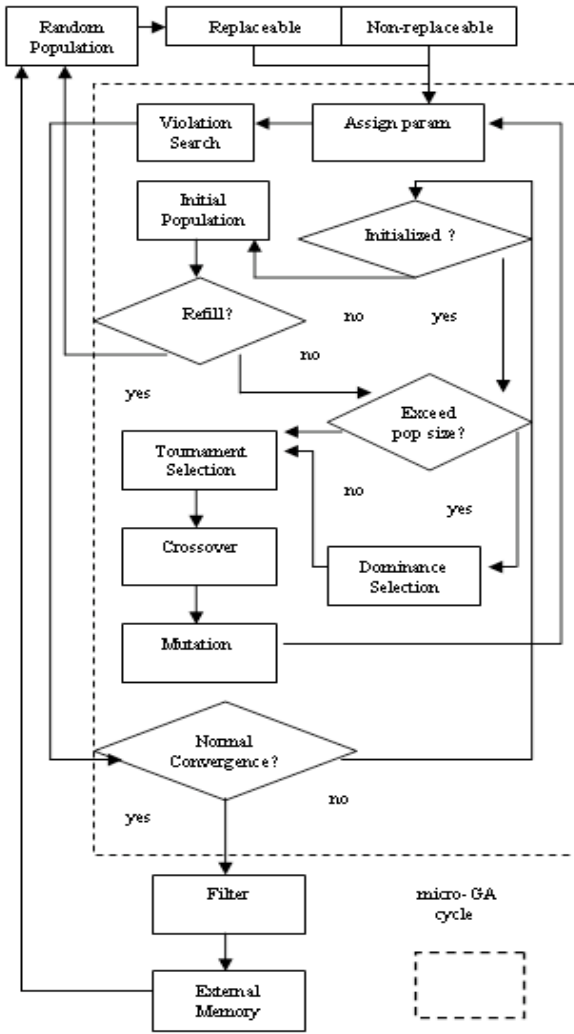 Random
Population
Replaceable
Non-replaceable
Violation
Search
Assign param
Initial
Population
Initialized ?
Refill?
no
yes
no
yes
Exceed
pop size?
Tournament
Selection
no
yes
Crossover
Dominance
Selection
Mutation
Normal
Convergence?
no
yes
Filter
micro- GA
cycle
External
Memory